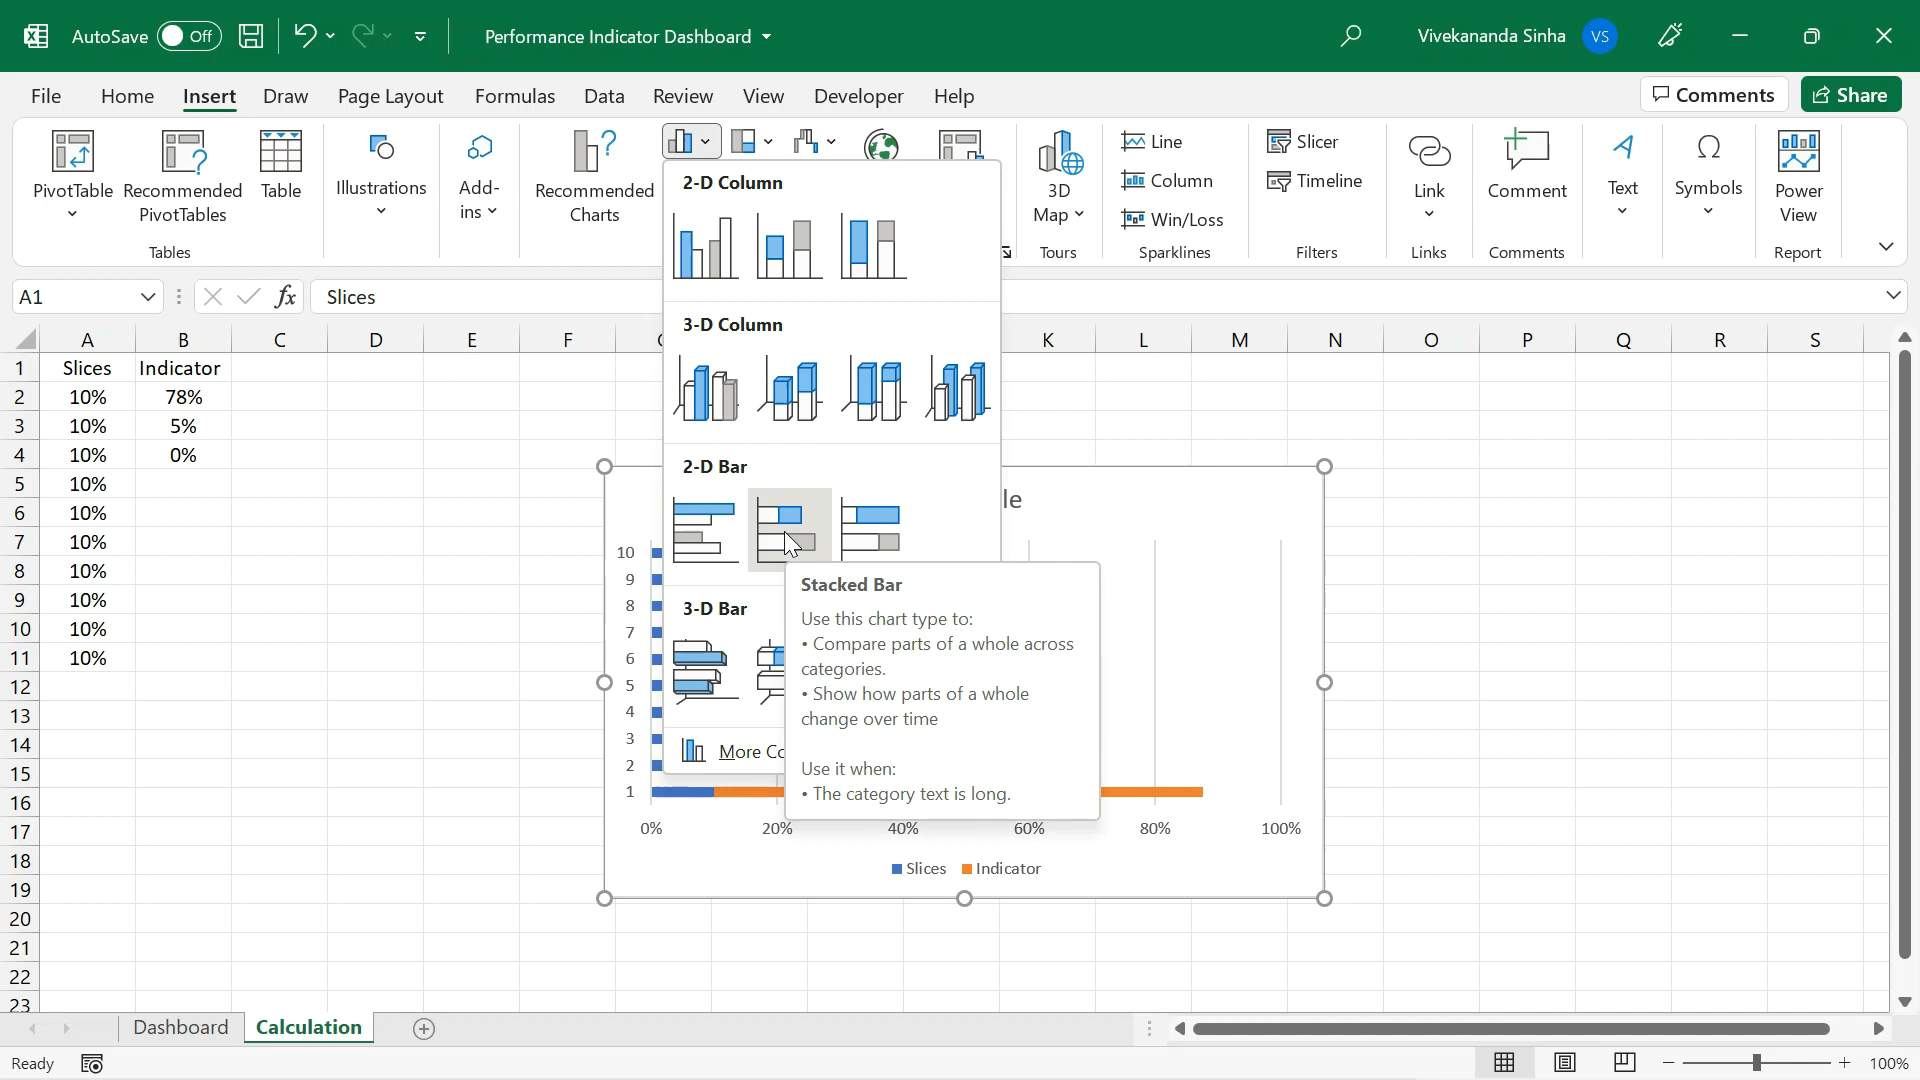 AutoSave Off
Performance Indicator Dashboard
Vivekananda Sinha VS
File Home Insert Draw Page Layout Formulas Data Review View Developer Help
Comments Share
PivotTable
Recommended
PivotTables
Table
Tables
Illustrations
Add-
ins
Recommended
Charts
3D
Map
Tours
Line
Column
Win/Loss
Sparklines
Slicer
Timeline
Filters
Link
Links
Comment
Comments
Text
Symbols
Power
View
Report
A1
fx
Slices
2-D Column
3-D Column
2-D Bar
3-D Bar
Stacked Bar
Use this chart type to:
• Compare parts of a whole across
categories.
• Show how parts of a whole
change over time
Use it when:
• The category text is long.
A B C D E F K L M N O P Q R S
1 Slices Indicator
2 10% 78%
3 10% 5%
4 10% 0%
5 10%
6 10%
7 10%
8 10%
9 10%
10 10%
11 10%
12
13
14
15
16
17
18
19
20
21
22
23
10
9
8
7
6
5
4
3
2
1
0% 20% 40% 60% 80% 100%
Slices Indicator
Dashboard Calculation
Ready
100%